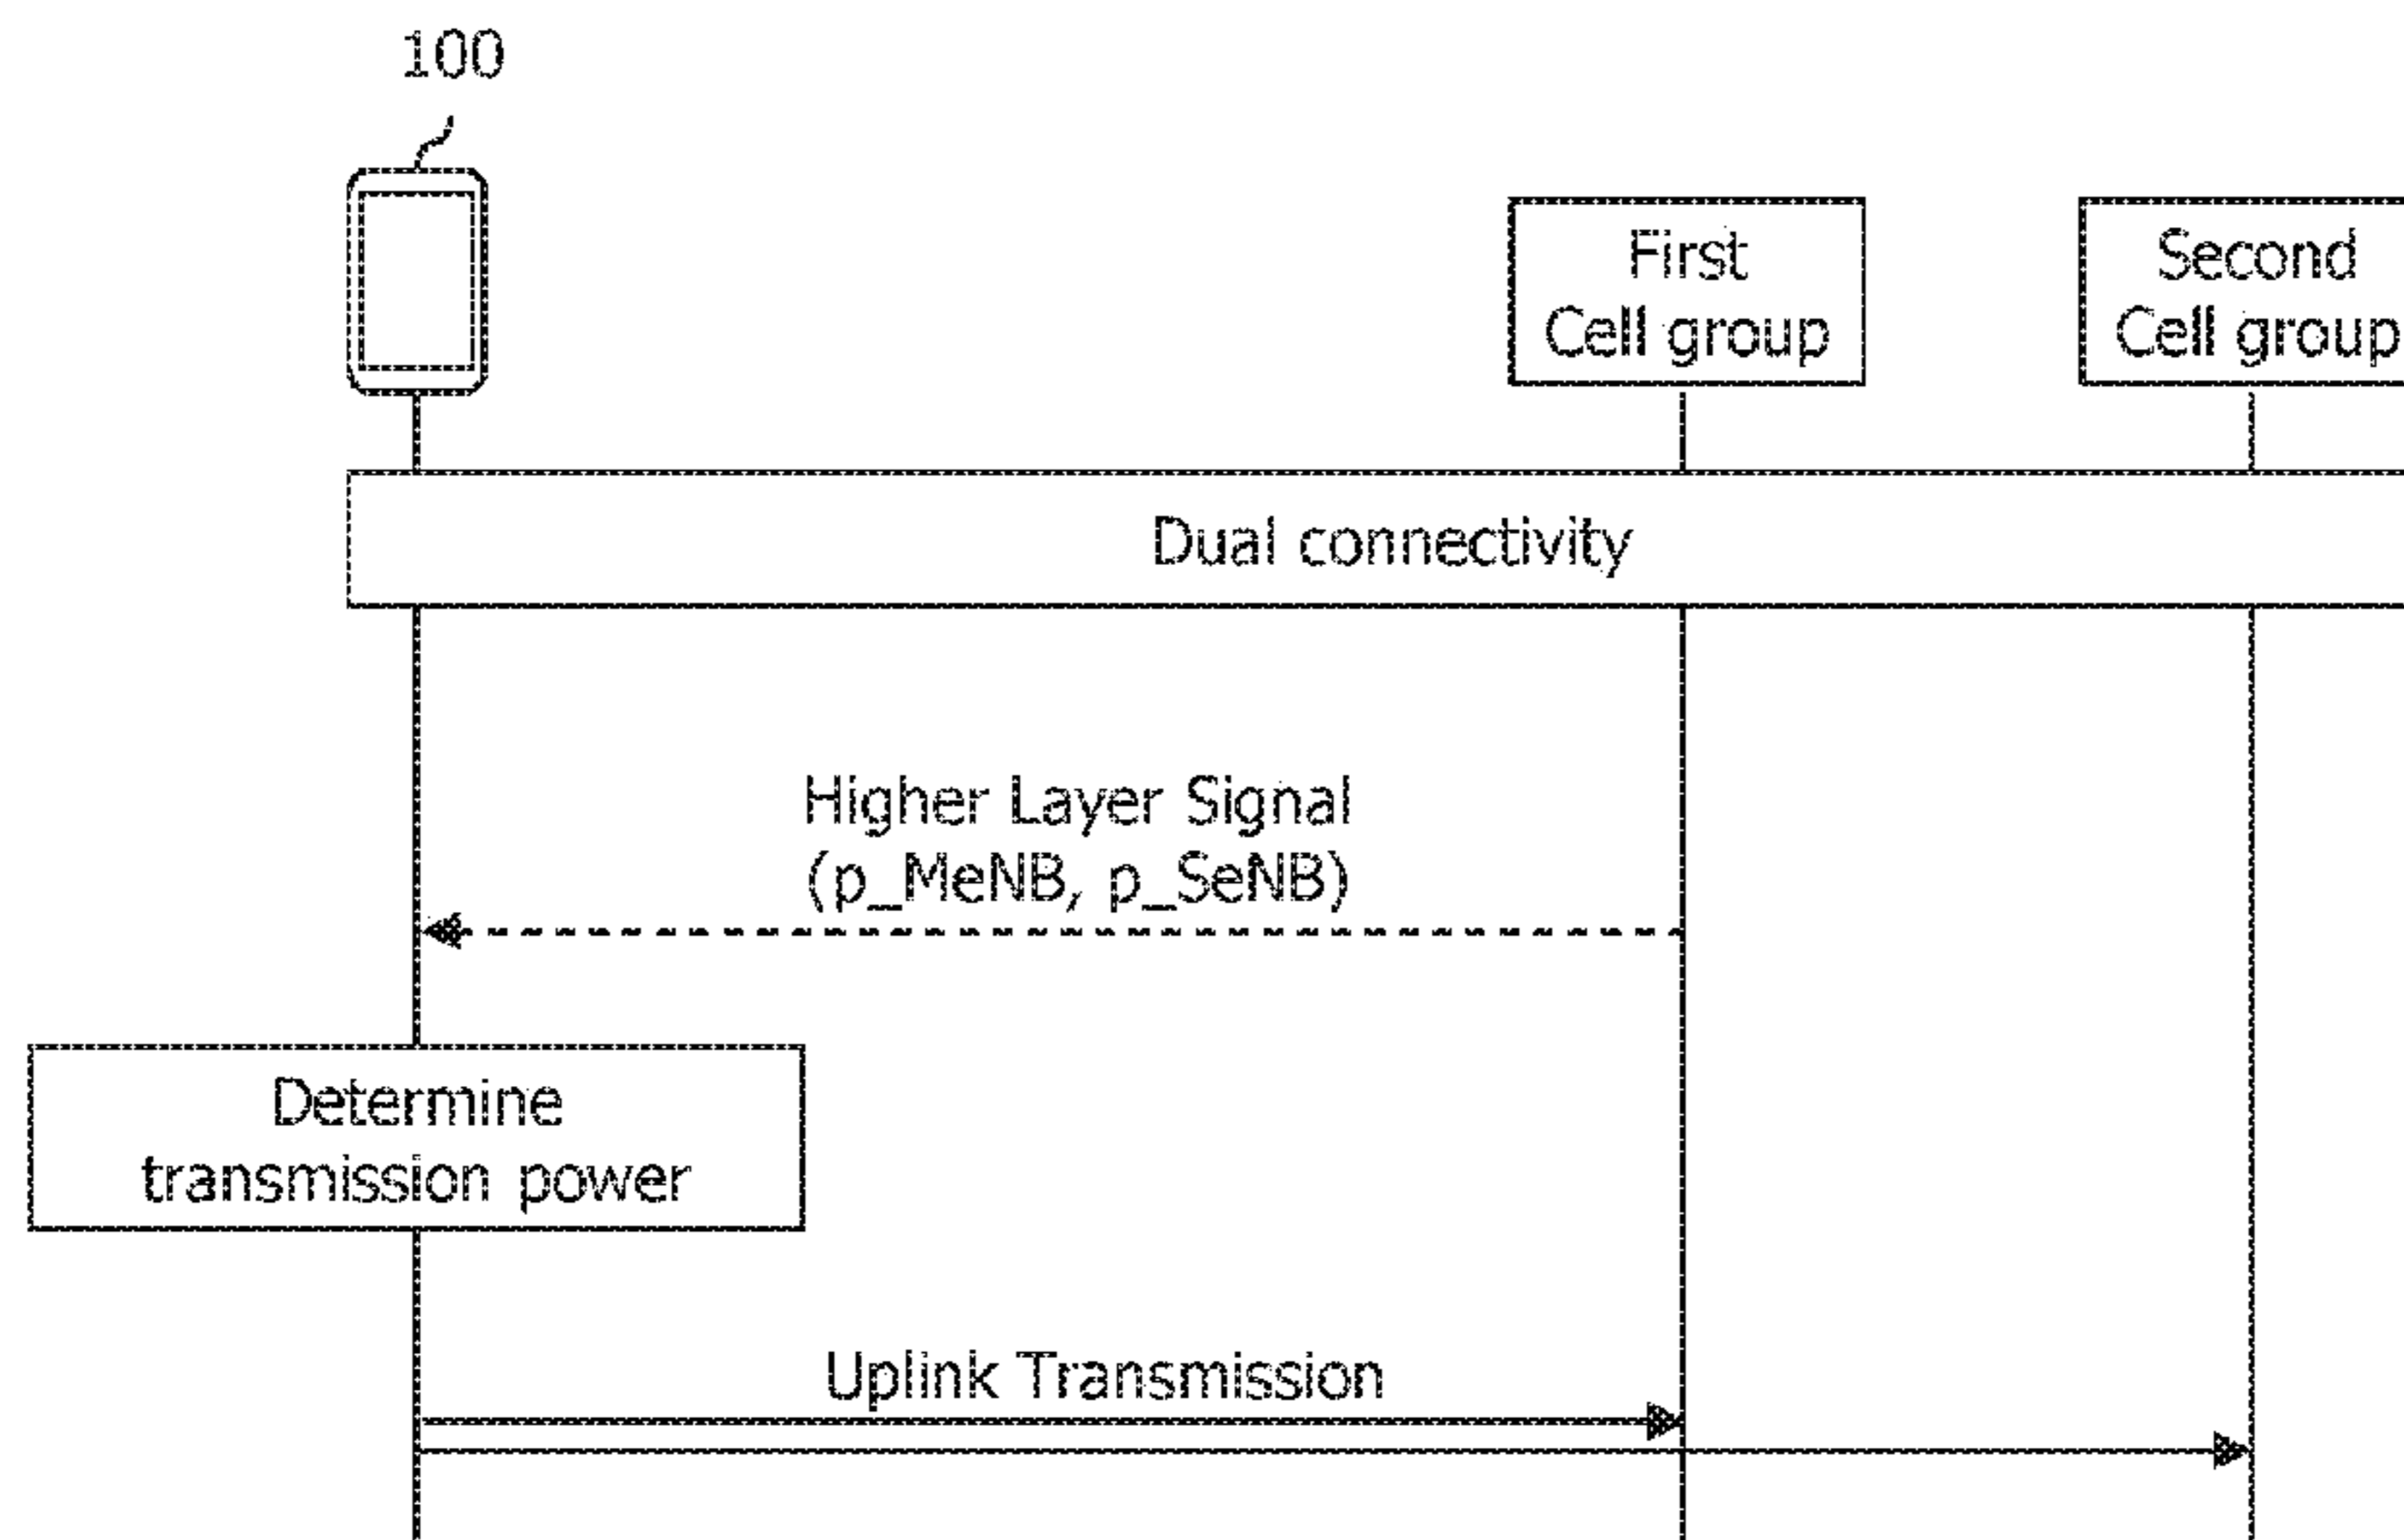 100
First
Cell group
Second
Cell group
Dual connectivity
Higher Layer Signal
(p_MeNB, p_SeNB)
Determine
transmission power
Uplink Transmission